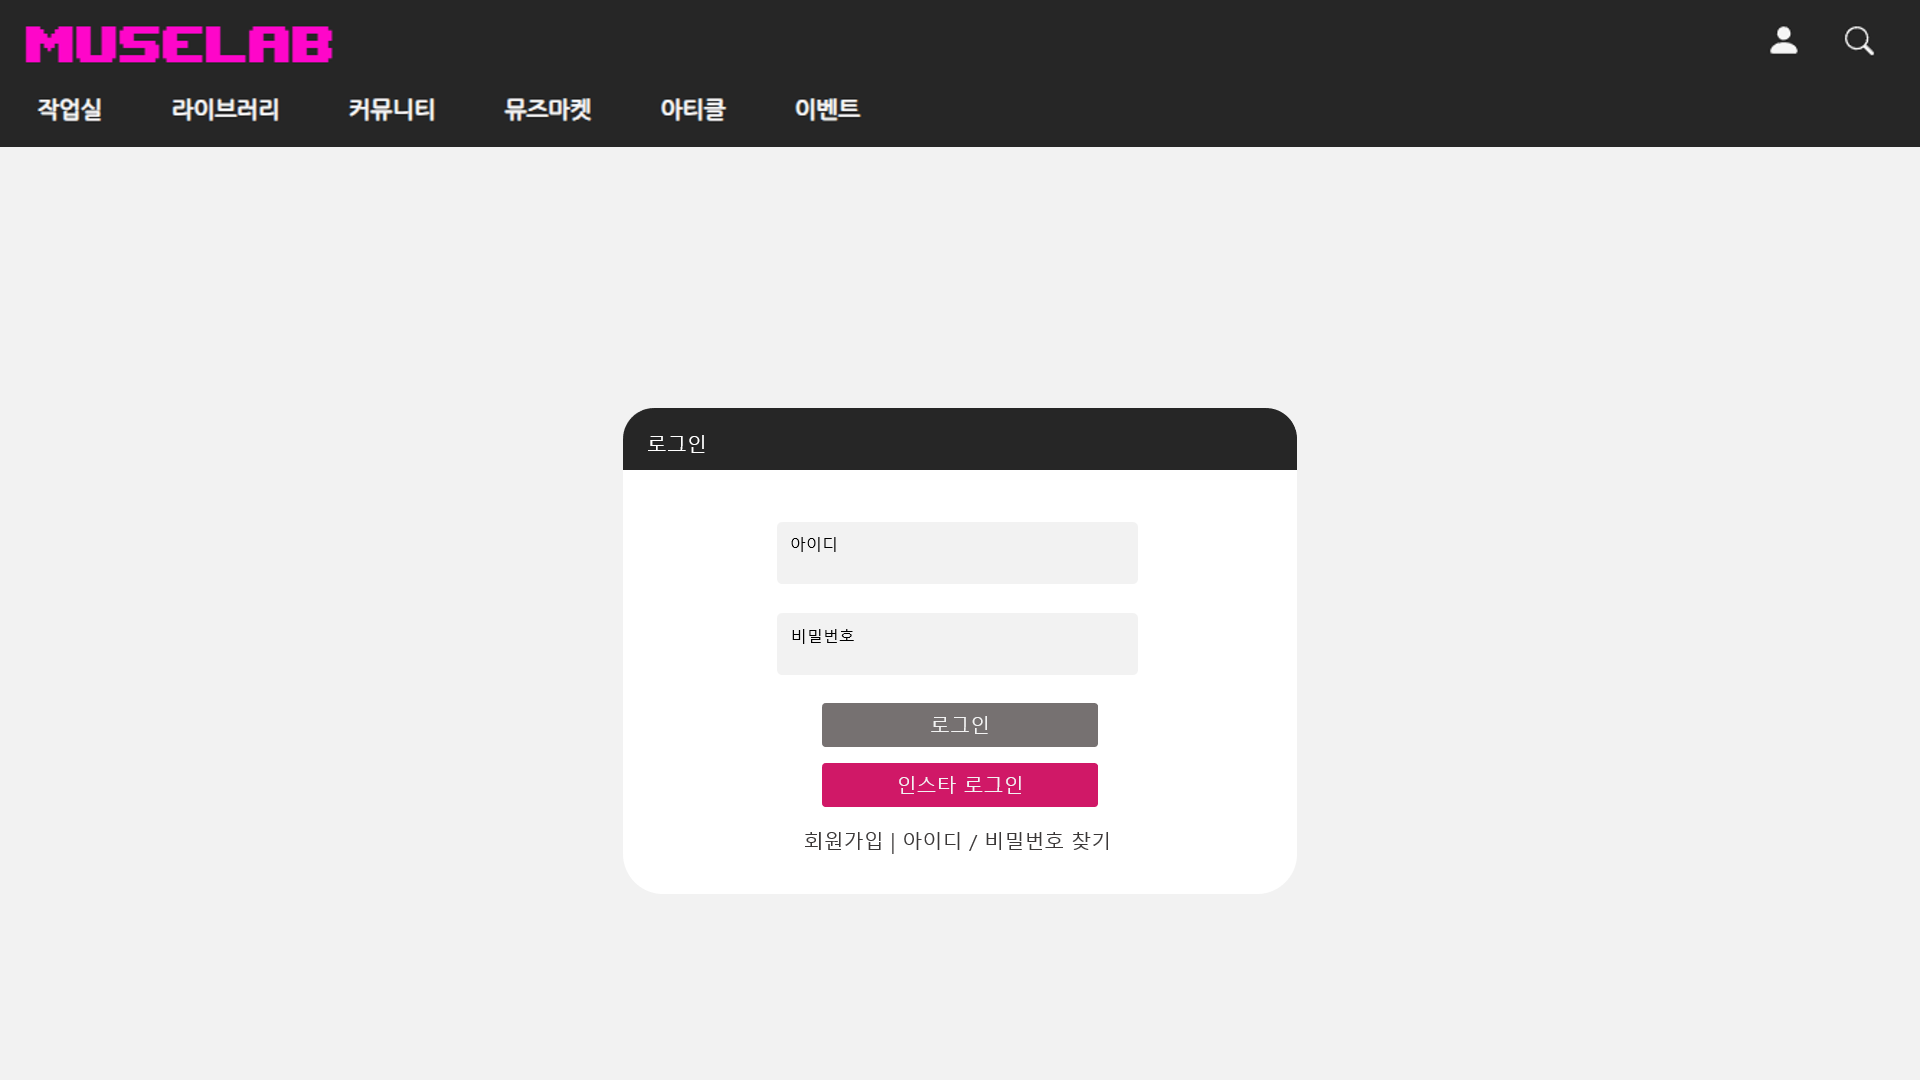 MUSELAB
작업실 라이브러리 커뮤니티 뮤즈마켓 아티클 이벤트
로그인
아이디
비밀번호
로그인
인스타 로그인
회원가입 | 아이디 / 비밀번호 찾기